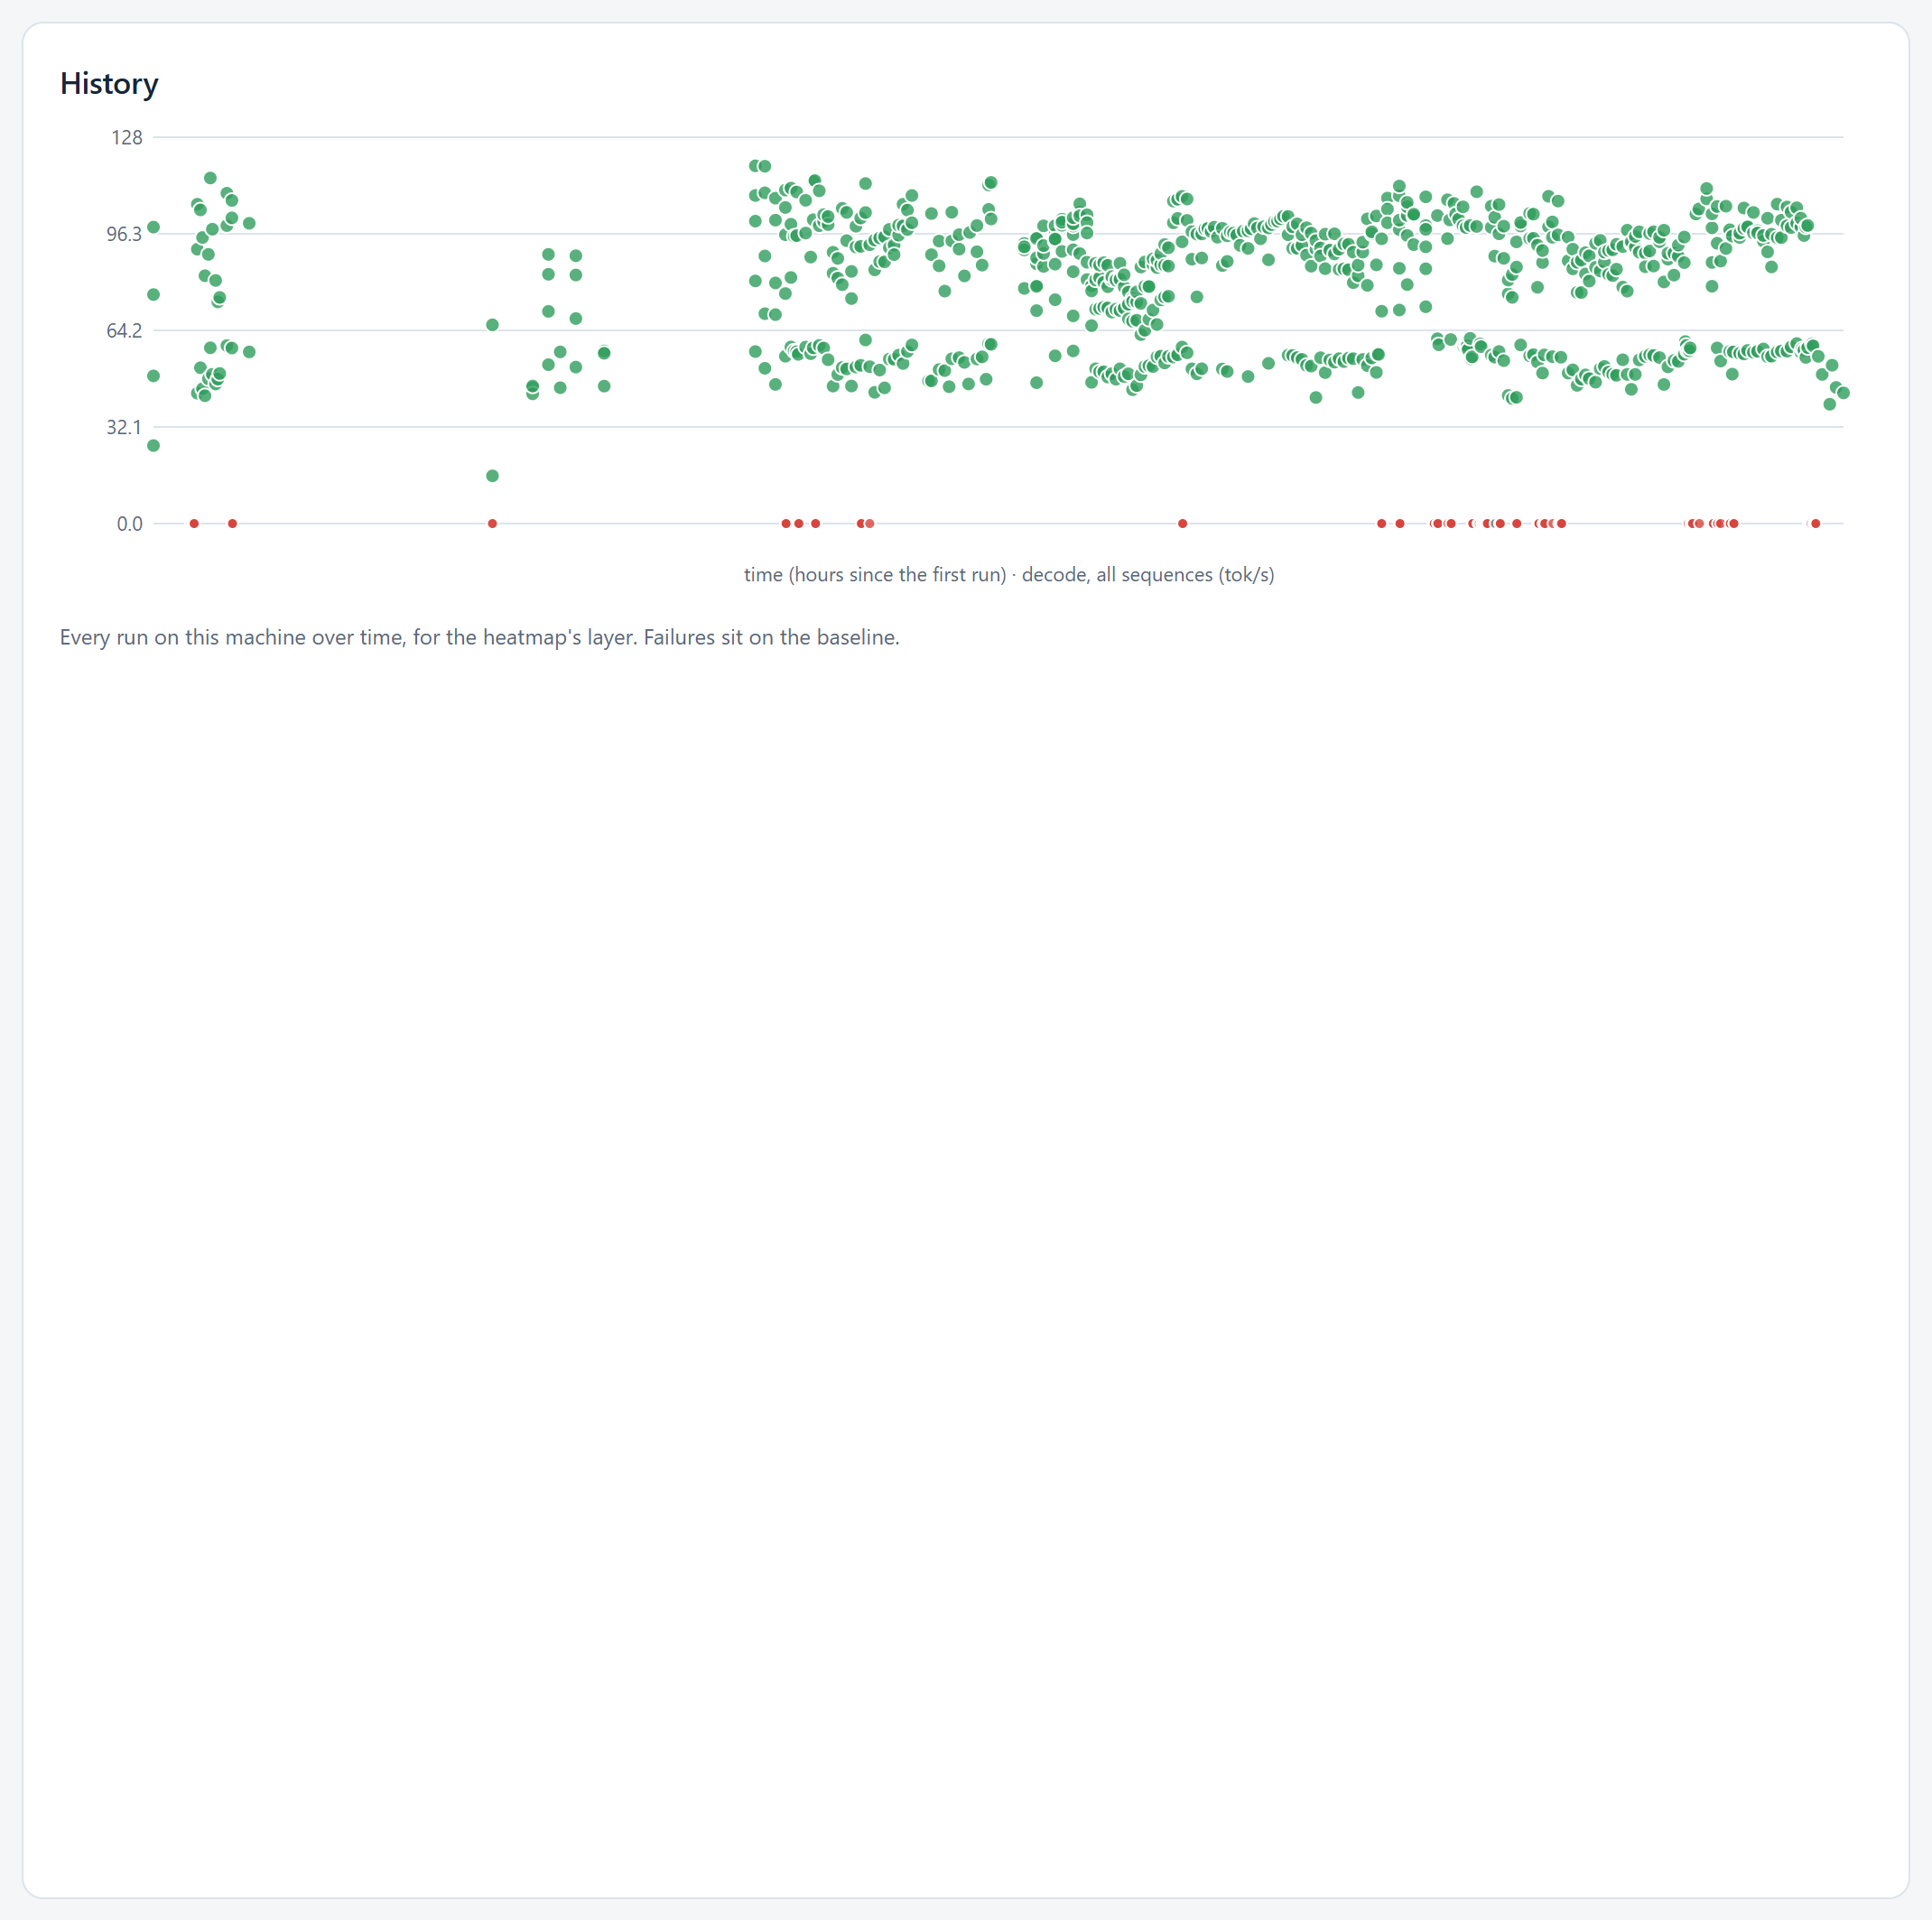 History
128
96.3
64.2
32.1
0.0
time (hours since the first run) · decode, all sequences (tok/s)
Every run on this machine over time, for the heatmap's layer. Failures sit on the baseline.